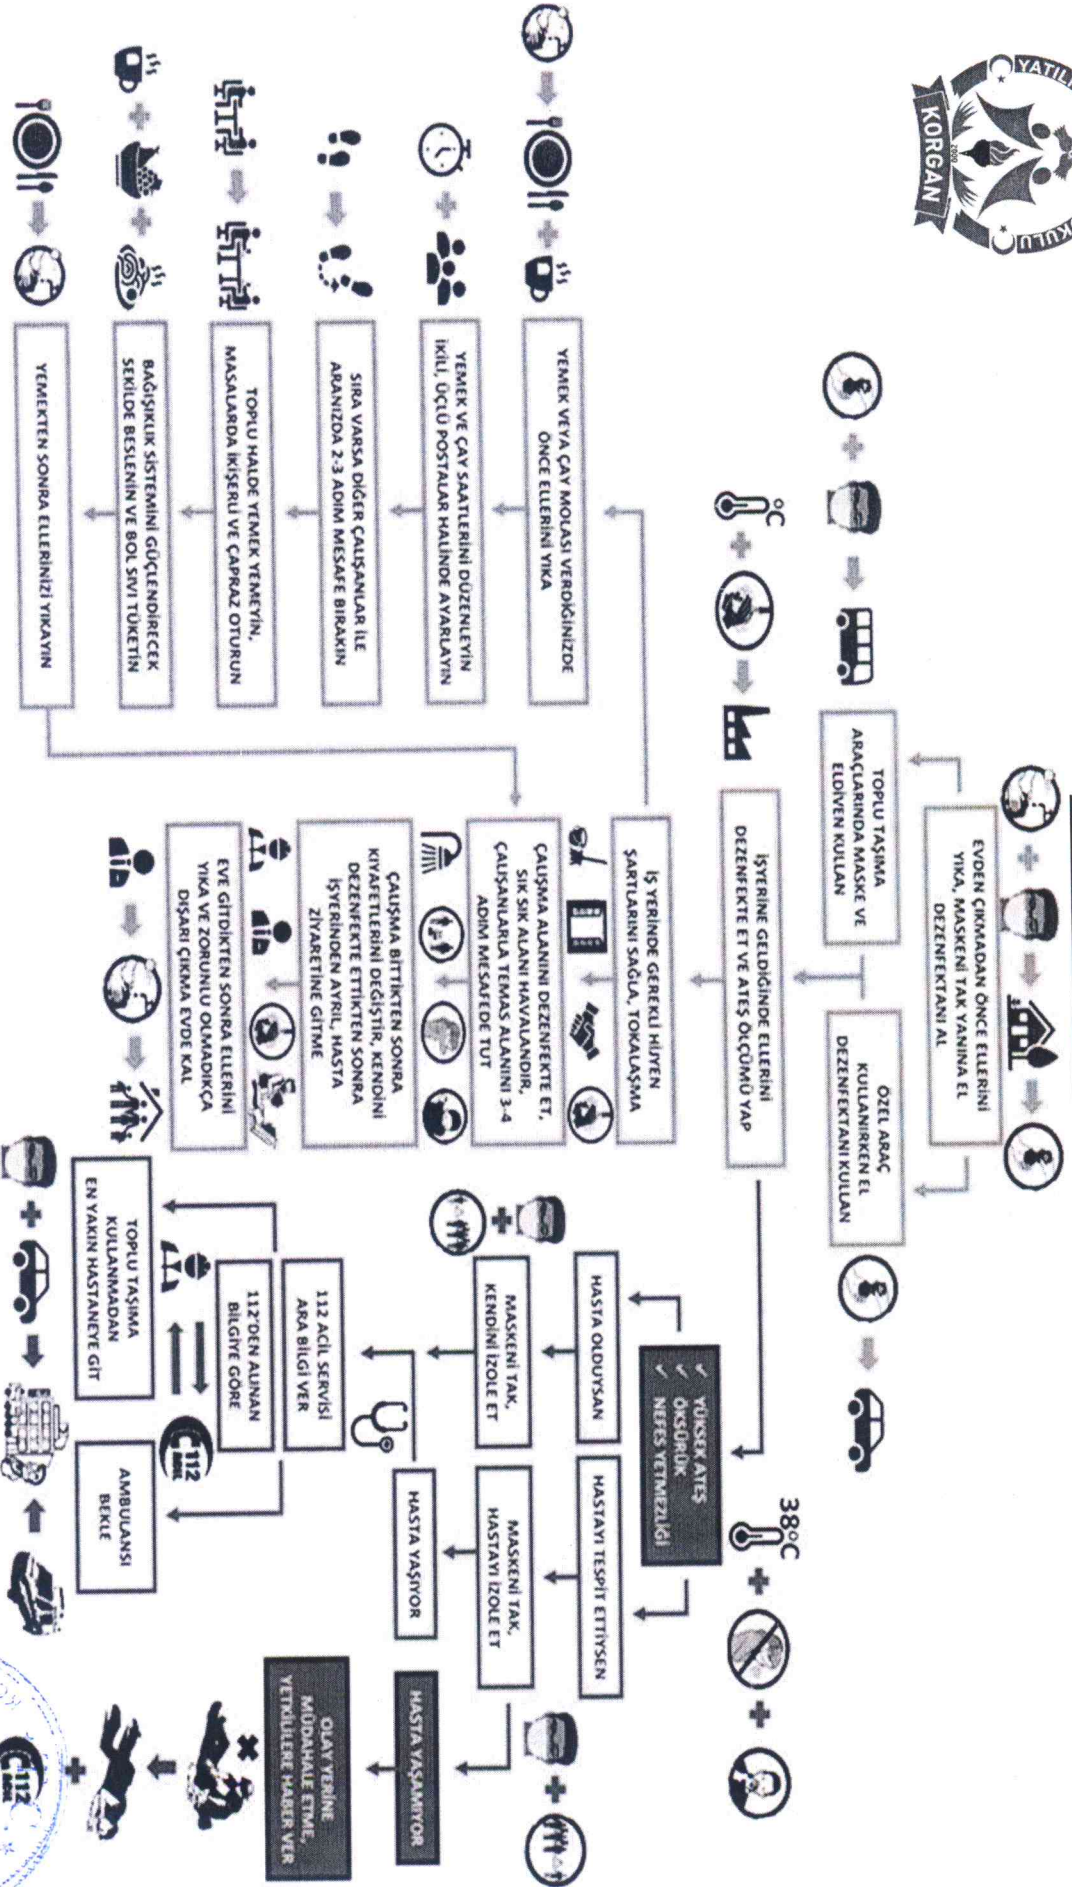 YATILI
OKULU
2009
KORGAN
EVDEN ÇIKMADAN ÖNCE ELLERİNİ
YIKA, MASKENİ TAK YANINA EL
DEZENFEKTANI AL
TOPLU TAŞIMA
ARAÇLARINDA MASKE VE
ELDİVEN KULLAN
ÖZEL ARAÇ
KULLANIRKEN EL
DEZENFEKTANI KULLAN
°C
İŞYERİNE GELDİĞİNDE ELLERİNİ
DEZENFEKTE ET VE ATEŞ ÖLÇÜMÜ YAP
38°C
İŞ YERİNDE GEREKLİ HİJYEN
ŞARTLARINI SAĞLA, TOKALAŞMA
ÇALIŞMA ALANINI DEZENFEKTE ET,
SIK SIK ALANI HAVALANDIR,
ÇALIŞANLARLA TEMAS ALANINI 3-4
ADIM MESAFEDE TUT
ÇALIŞMA BİTTİKTEN SONRA
KIYAFETLERİNİ DEĞİŞTİR, KENDİNİ
DEZENFEKTE ETTİKTEN SONRA
İŞYERİNDEN AYRIL, HASTA
ZİYARETİNE GİTME
EVE GİTDİKTEN SONRA ELLERİNİ
YIKA VE ZORUNLU OLMADIKÇA
DIŞARI ÇIKMA EVDE KAL
YEMEK VEYA ÇAY MOLASI VERDİĞİNİZDE
ÖNCE ELLERİNİ YIKA
YEMEK VE ÇAY SAATLERİNİ DÜZENLEYİN
İKİLİ, ÜÇLÜ POSTALAR HALİNDE AYARLAYIN
SIRA VARSA DİĞER ÇALIŞANLAR İLE
ARANIZDA 2-3 ADIM MESAFE BIRAKIN
TOPLU HALDE YEMEK YEMEYİN,
MASALARDA İKİŞERLİ VE ÇAPRAZ OTURUN
BAĞIŞIKLIK SİSTEMİNİ GÜÇLENDİRECEK
ŞEKİLDE BESLENİN VE BOL SIVI TÜKETİN
YEMEKTEN SONRA ELLERİNİZİ YIKAYIN
✓ YÜKSEK ATEŞ
✓ ÖKSÜRÜK
✓ NEFES YETMEZLİĞİ
HASTA OLDUYSAN
HASTAYI TESPİT ETTİYSEN
MASKENİ TAK,
KENDİNİ İZOLE ET
MASKENİ TAK,
HASTAYI İZOLE ET
HASTA YAŞIYOR
HASTA YAŞAMIYOR
112 ACİL SERVİSİ
ARA BİLGİ VER
112'DEN ALINAN
BİLGİYE GÖRE
OLAY YERİNE
MÜDAHALE ETME,
YETKİLİLERE HABER VER
TOPLU TAŞIMA
KULLANMADAN
EN YAKIN HASTANEYE GİT
AMBULANSI
BEKLE
112
ACİL
112
ACİL